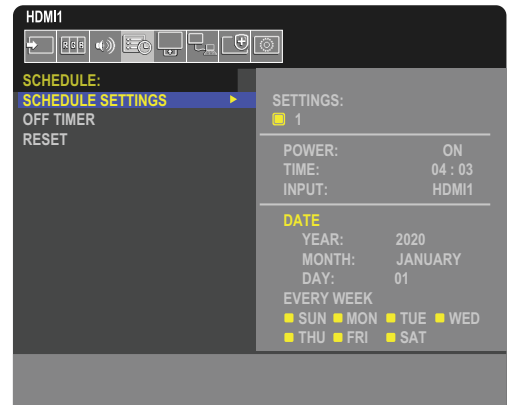 HDMI1
RGB
SCHEDULE:
SCHEDULE SETTINGS
OFF TIMER
RESET
SETTINGS:
1
POWER: ON
TIME: 04 : 03
INPUT: HDMI1
DATE
YEAR: 2020
MONTH: JANUARY
DAY: 01
EVERY WEEK
SUN MON TUE WED
THU FRI SAT